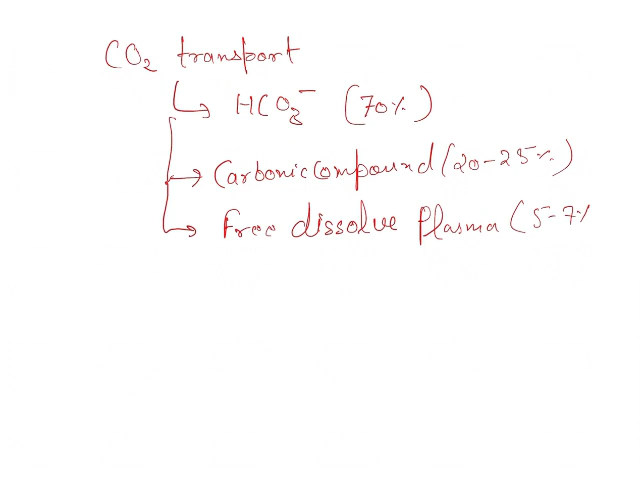 CO₂ transport
HCO₃⁻ (70%)
Carbonic compound (20-25%)
Free dissolve plasma (5-7%